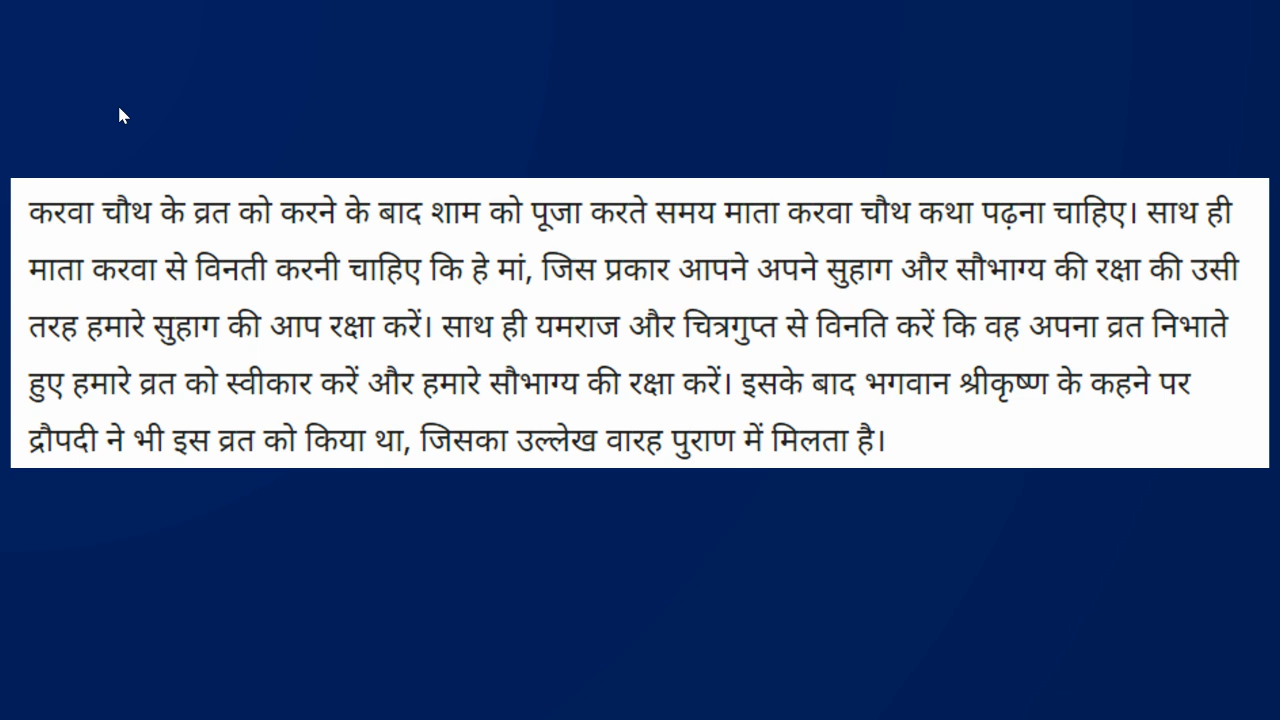 करवा चौथ के व्रत को करने के बाद शाम को पूजा करते समय माता करवा चौथ कथा पढ़ना चाहिए। साथ ही
माता करवा से विनती करनी चाहिए कि हे मां, जिस प्रकार आपने अपने सुहाग और सौभाग्य की रक्षा की उसी
तरह हमारे सुहाग की आप रक्षा करें। साथ ही यमराज और चित्रगुप्त से विनति करें कि वह अपना व्रत निभाते
हुए हमारे व्रत को स्वीकार करें और हमारे सौभाग्य की रक्षा करें। इसके बाद भगवान श्रीकृष्ण के कहने पर
द्रौपदी ने भी इस व्रत को किया था, जिसका उल्लेख वारह पुराण में मिलता है।